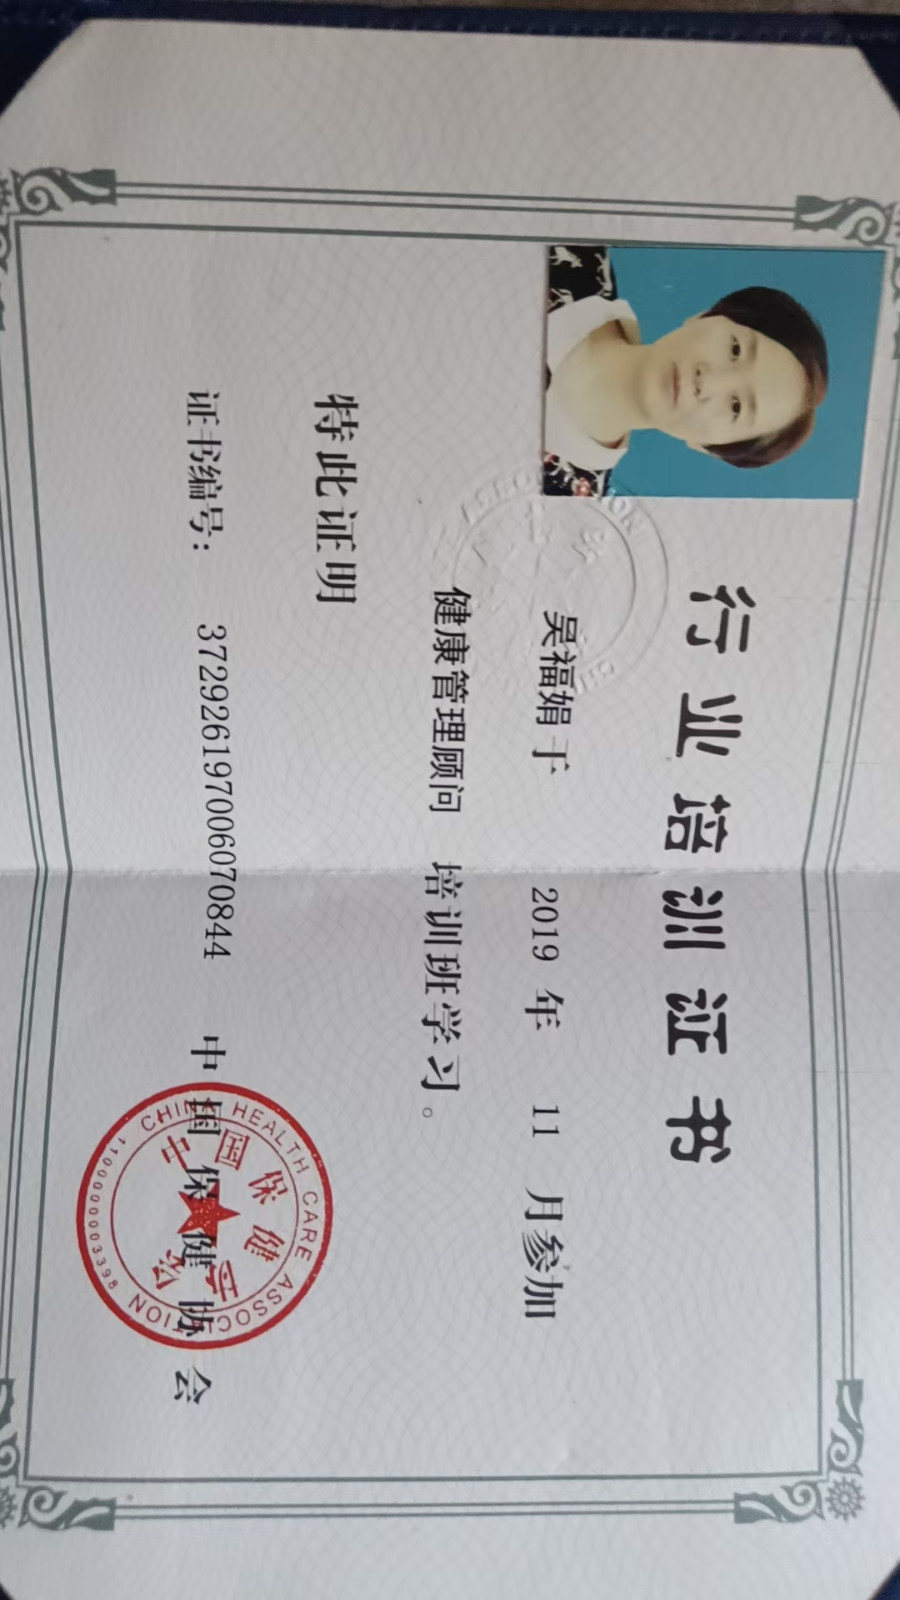 行业培训证书
吴福娟于 2019 年 11 月参加
健康管理顾问 培训班学习。
特此证明
证书编号: 372926197006070844
中国保健协会
CHINA HEALTH CARE ASSOCIATION
中国保健协会
1100000003398